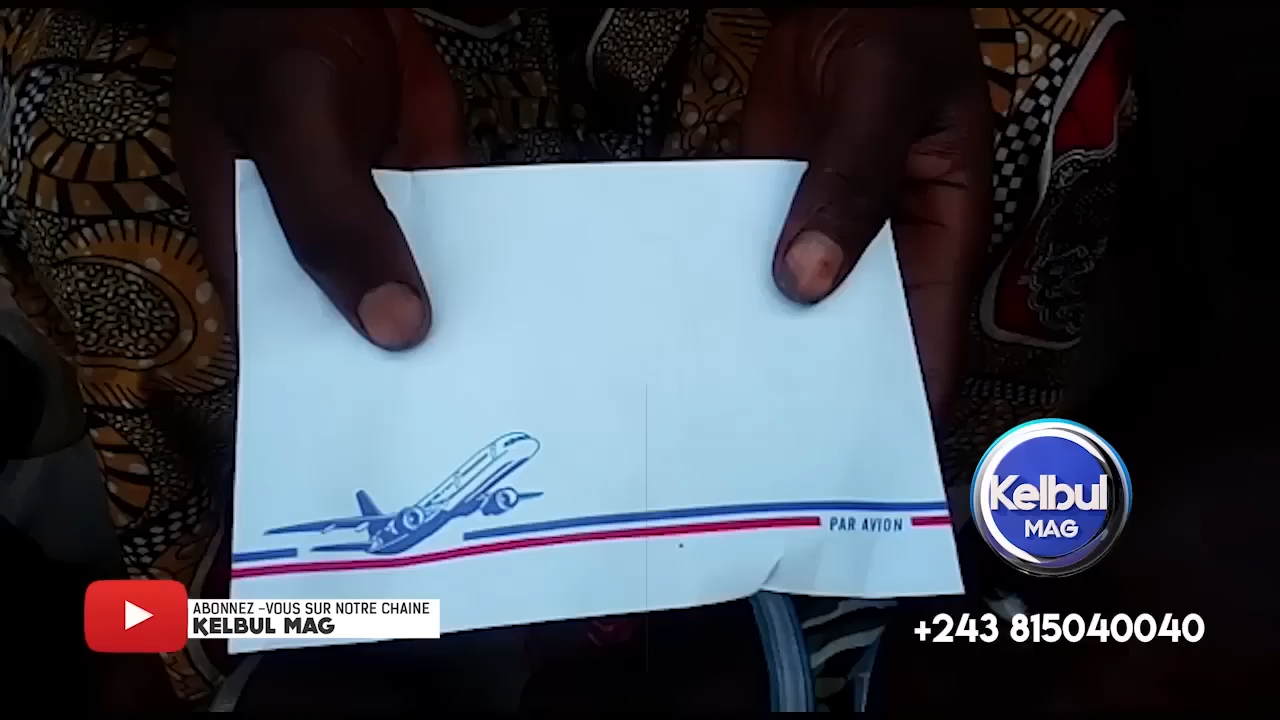 PAR AVION
Kelbul
MAG
ABONNEZ -VOUS SUR NOTRE CHAINE
KELBUL MAG
+243 815040040